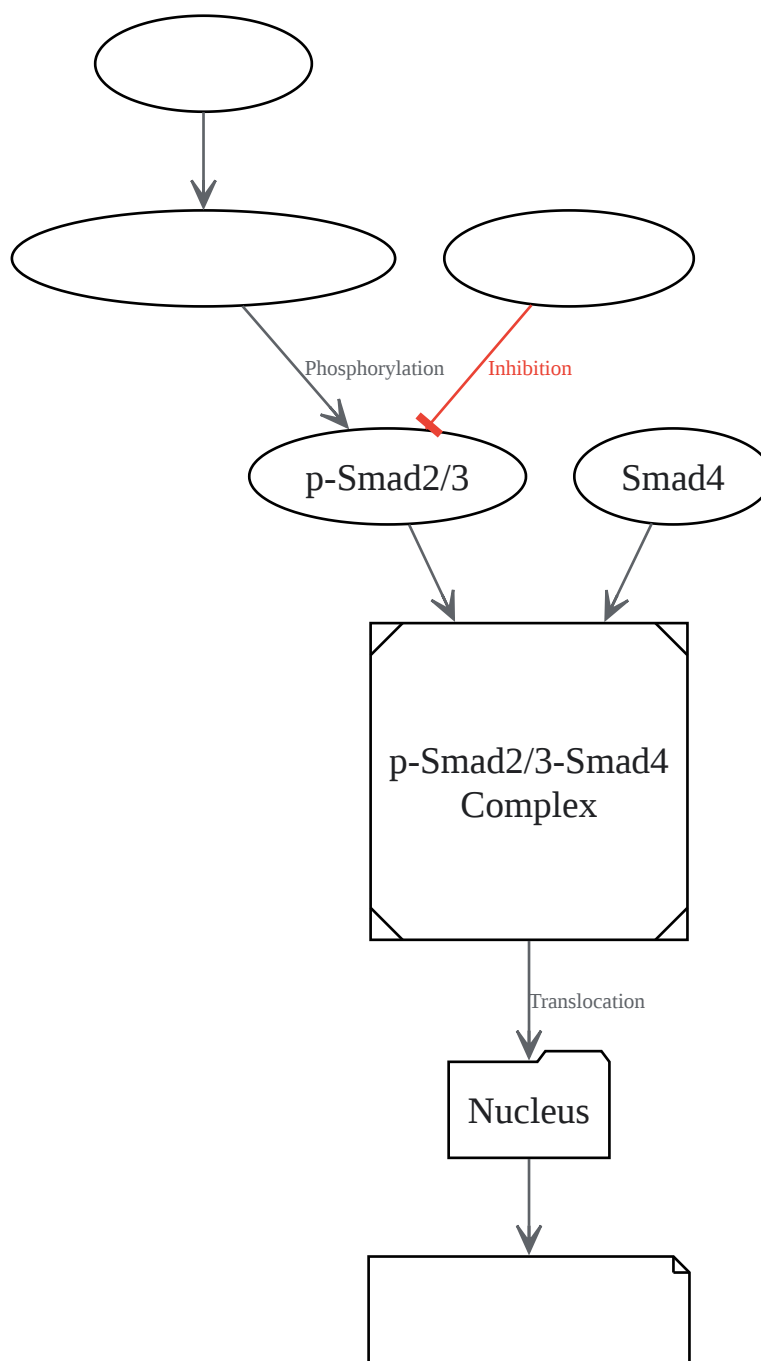 Phosphorylation
Inhibition
p-Smad2/3
Smad4
p-Smad2/3-Smad4
Complex
Translocation
Nucleus